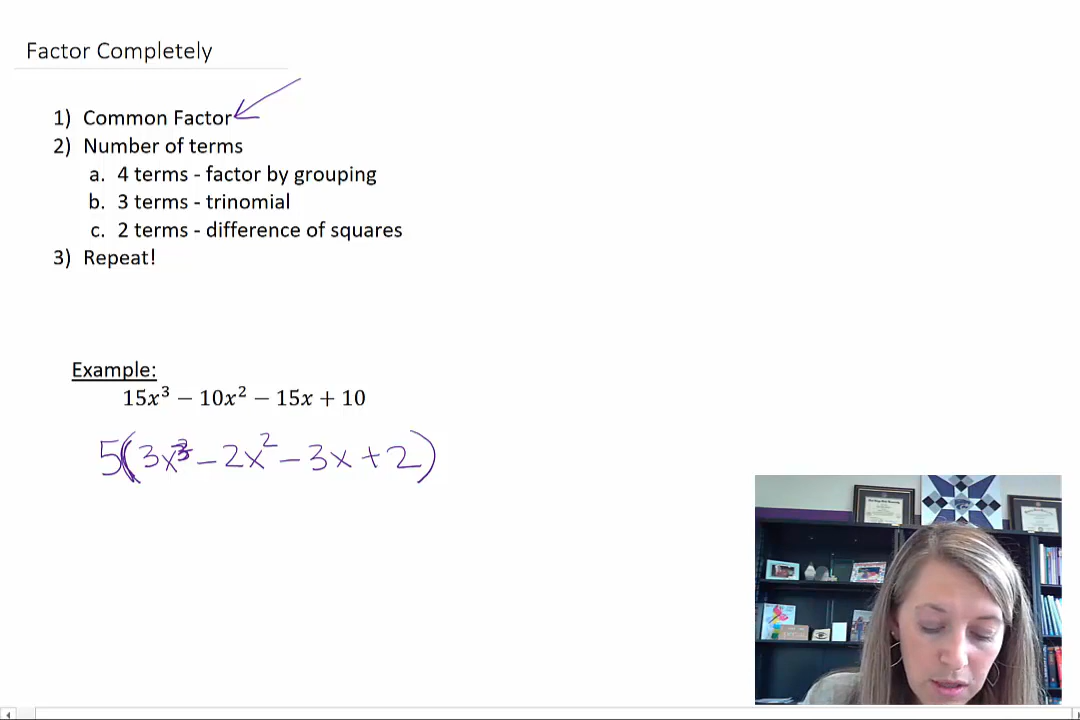 Factor Completely
1) Common Factor
2) Number of terms
a. 4 terms - factor by grouping
b. 3 terms - trinomial
c. 2 terms - difference of squares
3) Repeat!
Example:
15x³ − 10x² − 15x + 10
5(3x³ − 2x² − 3x + 2)